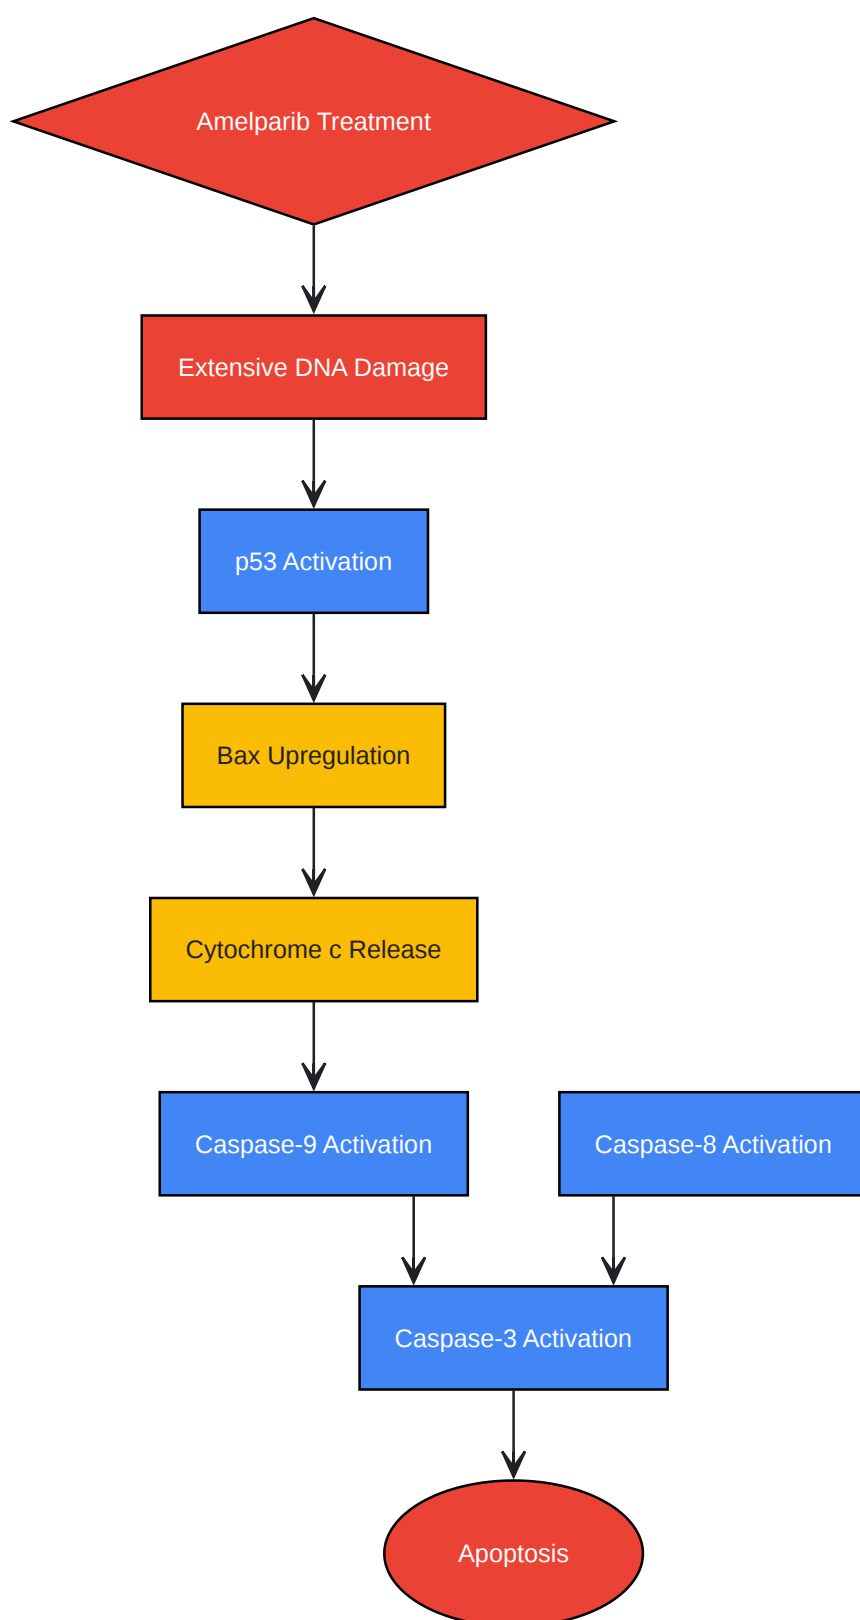 Amelparib Treatment
Extensive DNA Damage
p53 Activation
Bax Upregulation
Cytochrome c Release
Caspase-9 Activation
Caspase-8 Activation
Caspase-3 Activation
Apoptosis